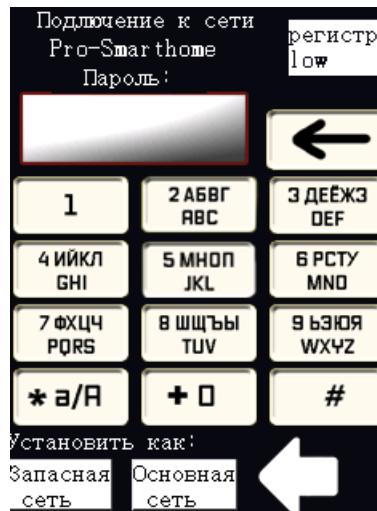 Подлючение к сети
Pro-Smarthome
Пароль:
регистр
low
1
2 АБВГ
ABC
3 ДЕЁЖЗ
DEF
4 ИЙКЛ
GHI
5 МНОП
JKL
6 РСТУ
MNO
7 ФХЦЧ
PQRS
8 ШЩЪЫ
TUV
9 ЬЭЮЯ
WXYZ
* a/A
+ 0
#
Установить как:
Запасная
сеть
Основная
сеть